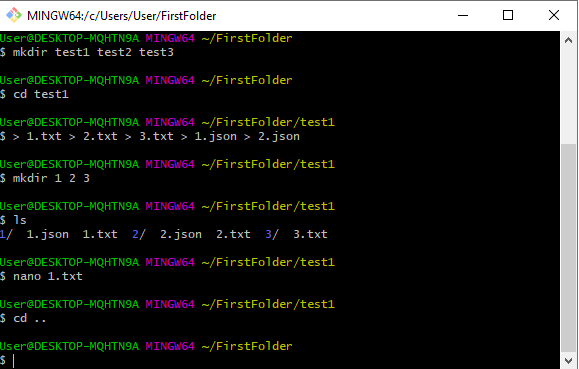 MINGW64:/c/Users/User/FirstFolder
User@DESKTOP-MQHTN9A MINGW64 ~/FirstFolder
$ mkdir test1 test2 test3
User@DESKTOP-MQHTN9A MINGW64 ~/FirstFolder
$ cd test1
User@DESKTOP-MQHTN9A MINGW64 ~/FirstFolder/test1
$ > 1.txt > 2.txt > 3.txt > 1.json > 2.json
User@DESKTOP-MQHTN9A MINGW64 ~/FirstFolder/test1
$ mkdir 1 2 3
User@DESKTOP-MQHTN9A MINGW64 ~/FirstFolder/test1
$ ls
1/  1.json  1.txt  2/  2.json  2.txt  3/  3.txt
User@DESKTOP-MQHTN9A MINGW64 ~/FirstFolder/test1
$ nano 1.txt
User@DESKTOP-MQHTN9A MINGW64 ~/FirstFolder/test1
$ cd ..
User@DESKTOP-MQHTN9A MINGW64 ~/FirstFolder
$